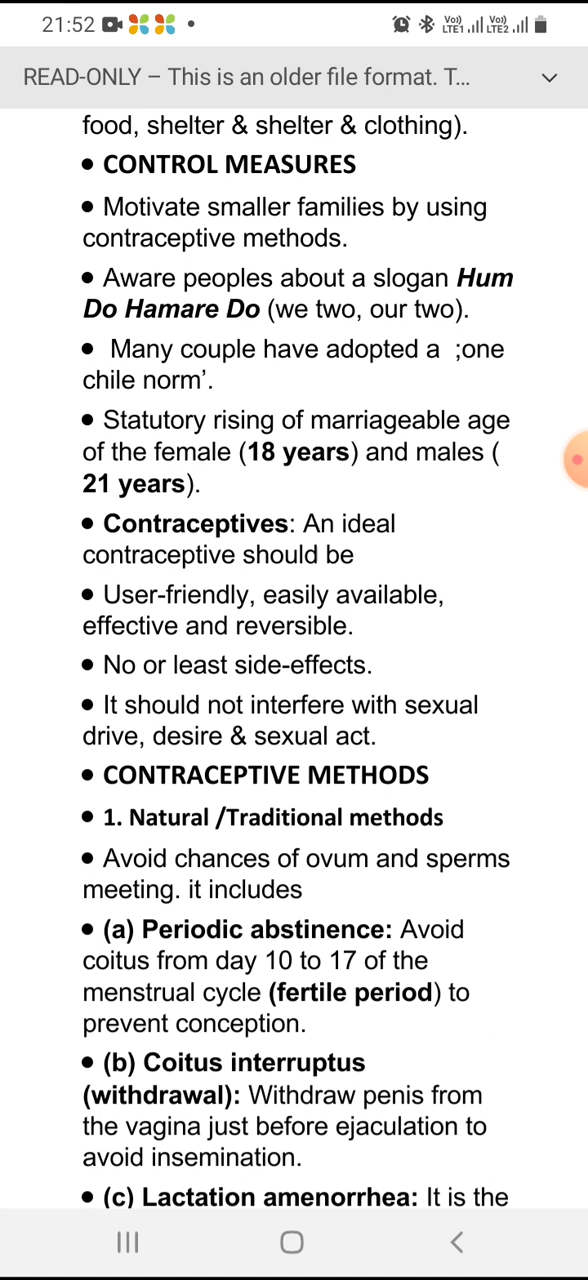 21:52
Vo)) LTE1 Vo)) LTE2
READ-ONLY – This is an older file format. T...
food, shelter & shelter & clothing).
• CONTROL MEASURES
• Motivate smaller families by using
contraceptive methods.
• Aware peoples about a slogan Hum
Do Hamare Do (we two, our two).
• Many couple have adopted a ;one
chile norm’.
• Statutory rising of marriageable age
of the female (18 years) and males (
21 years).
• Contraceptives: An ideal
contraceptive should be
• User-friendly, easily available,
effective and reversible.
• No or least side-effects.
• It should not interfere with sexual
drive, desire & sexual act.
• CONTRACEPTIVE METHODS
• 1. Natural /Traditional methods
• Avoid chances of ovum and sperms
meeting. it includes
• (a) Periodic abstinence: Avoid
coitus from day 10 to 17 of the
menstrual cycle (fertile period) to
prevent conception.
• (b) Coitus interruptus
(withdrawal): Withdraw penis from
the vagina just before ejaculation to
avoid insemination.
• (c) Lactation amenorrhea: It is the